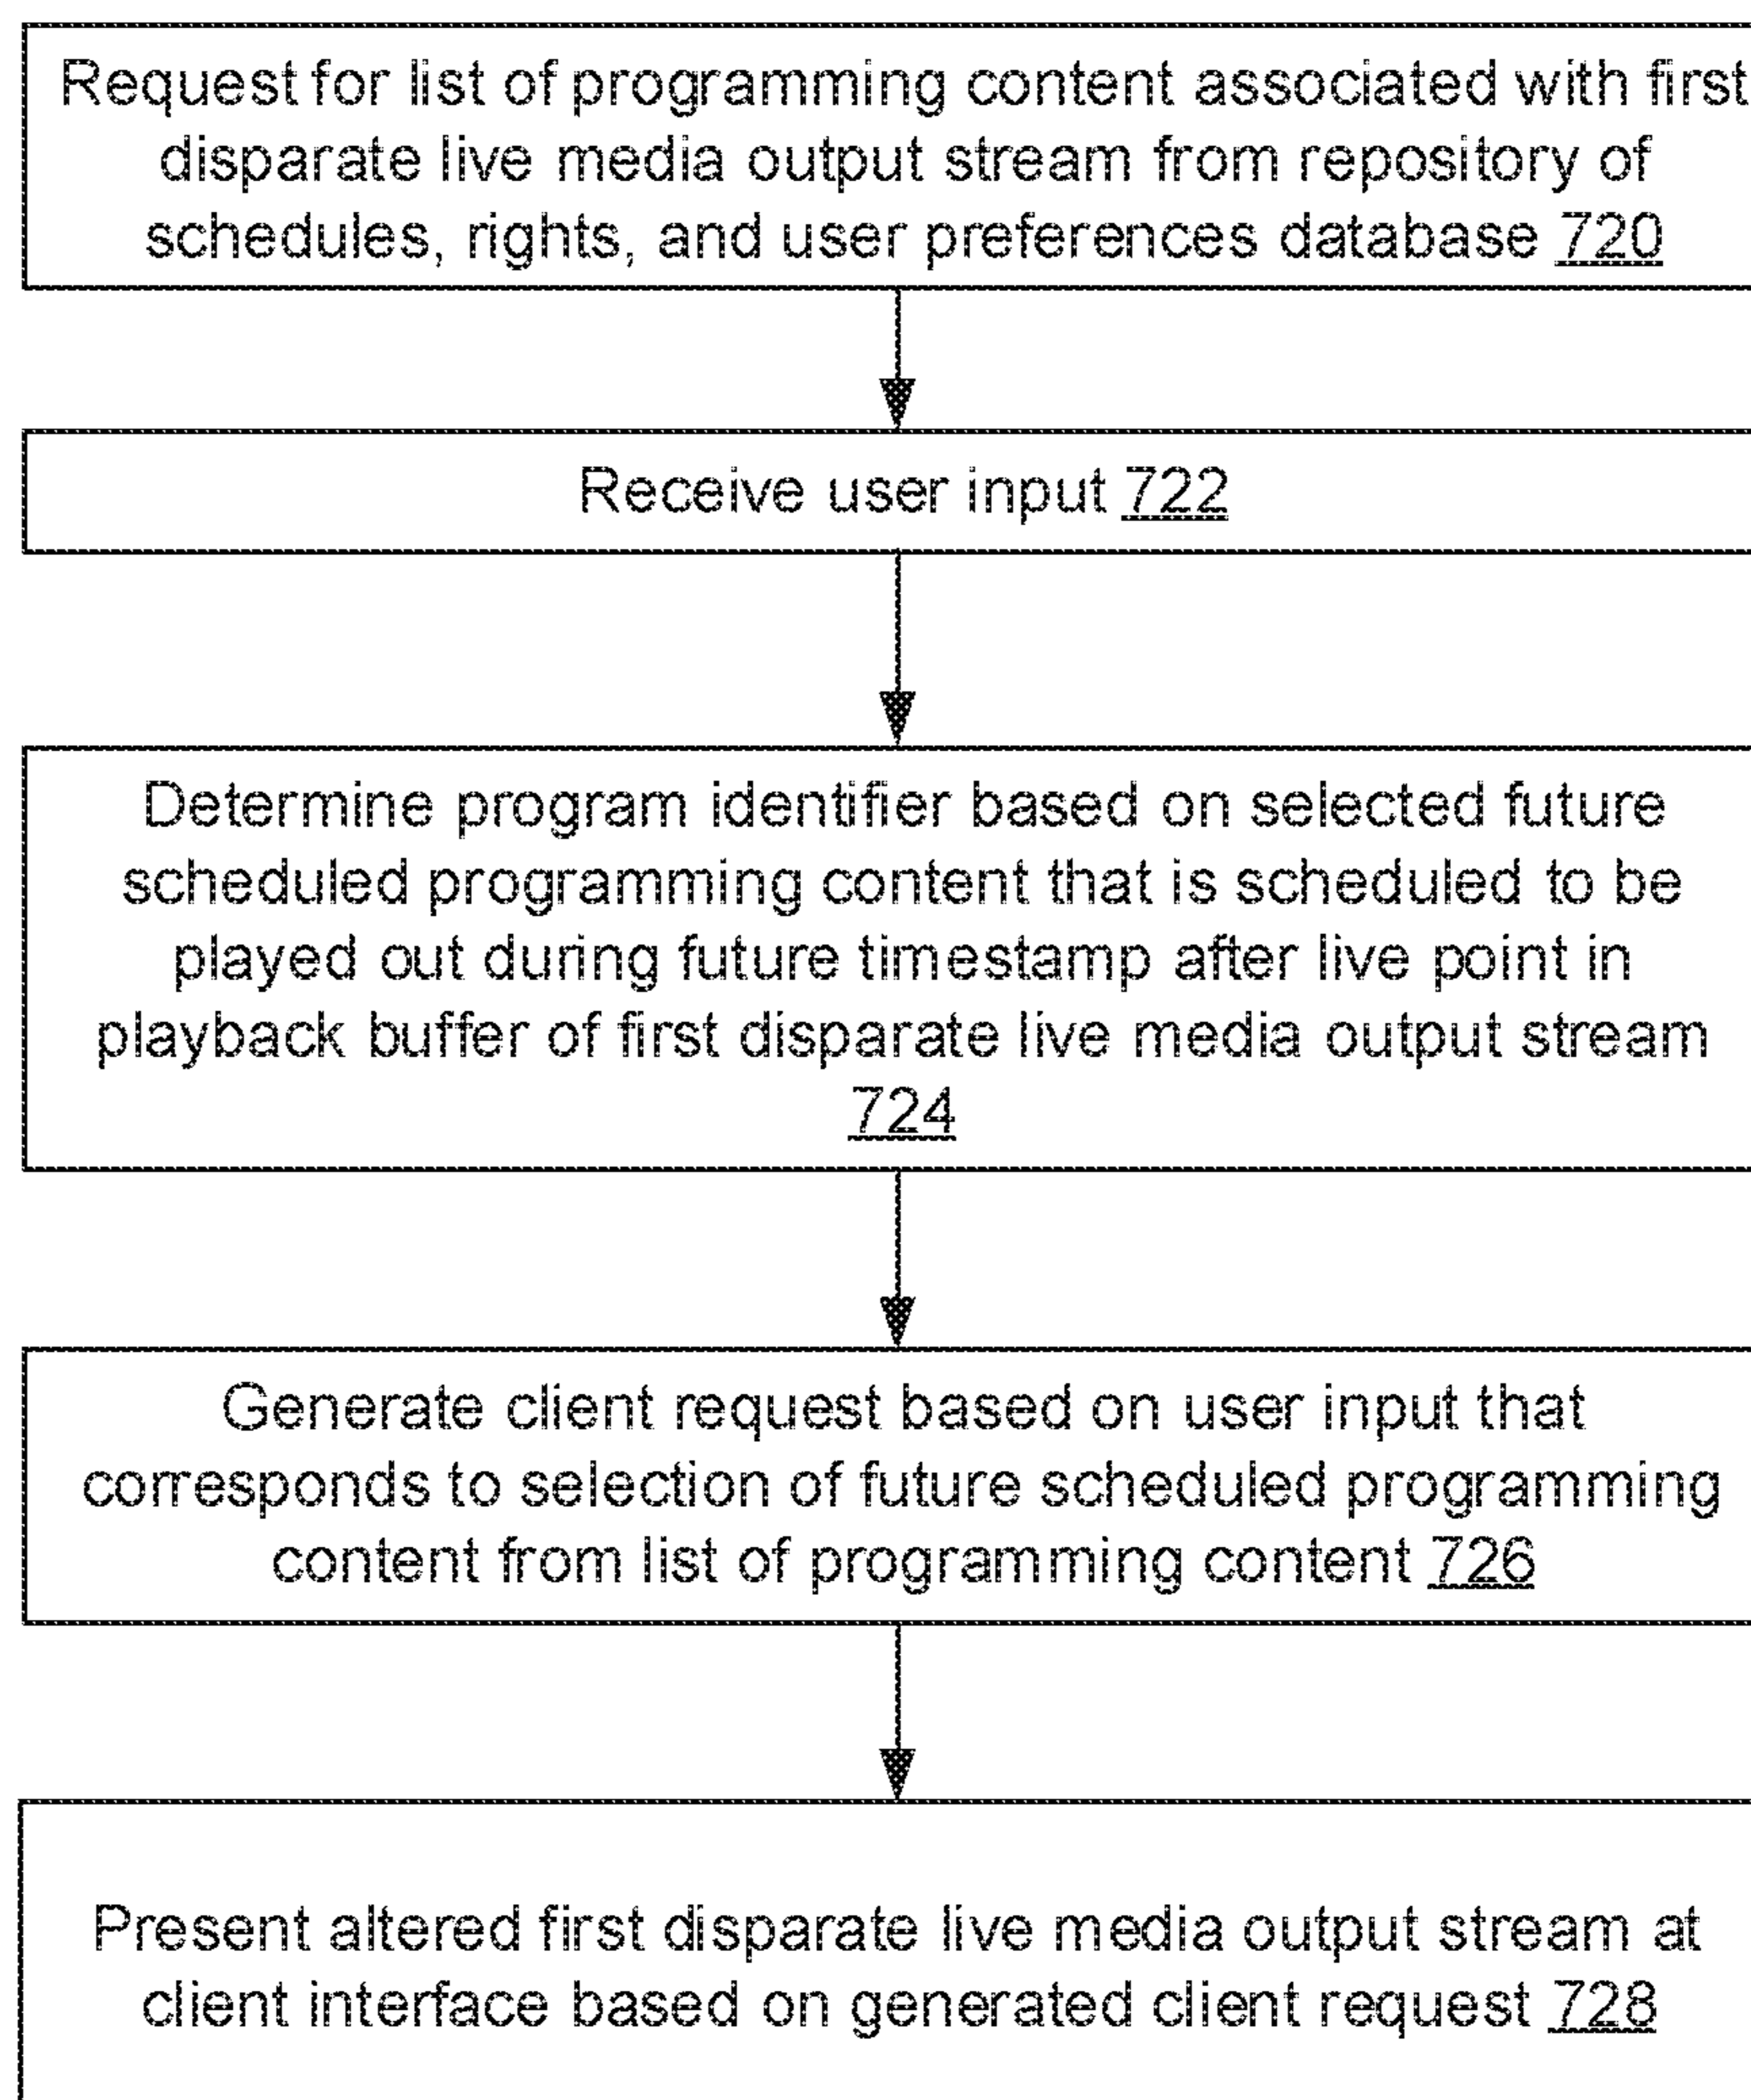 Request for list of programming content associated with first
disparate live media output stream from repository of
schedules, rights, and user preferences database 720
Receive user input 722
Determine program identifier based on selected future
scheduled programming content that is scheduled to be
played out during future timestamp after live point in
playback buffer of first disparate live media output stream
724
Generate client request based on user input that
corresponds to selection of future scheduled programming
content from list of programming content 726
Present altered first disparate live media output stream at
client interface based on generated client request 728